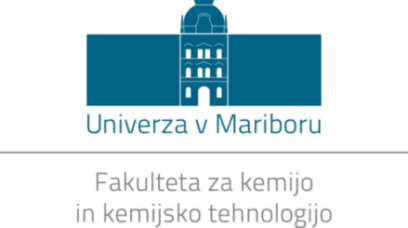 Univerza v Mariboru
Fakulteta za kemijo
in kemijsko tehnologijo